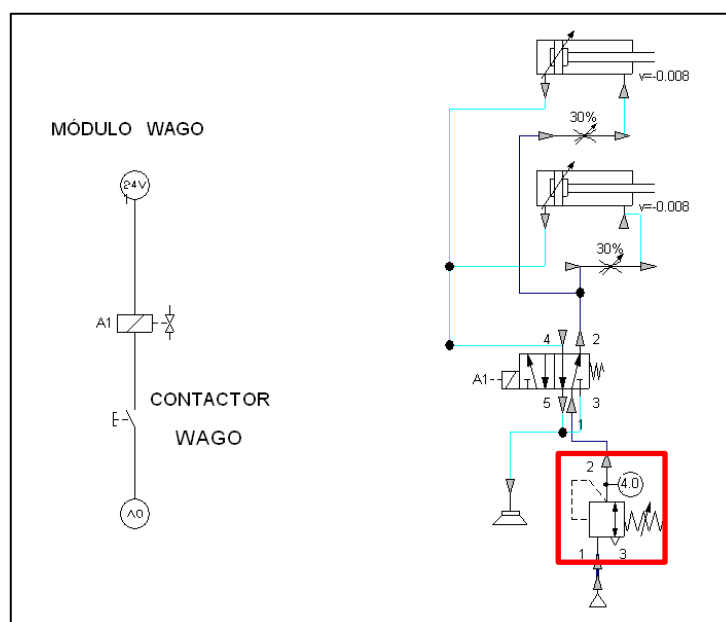 MÓDULO WAGO
24V
A1
CONTACTOR
WAGO
E
v=-0.008
30%
v=-0.008
30%
4
2
A1
5
3
1
2
4.0
1
3